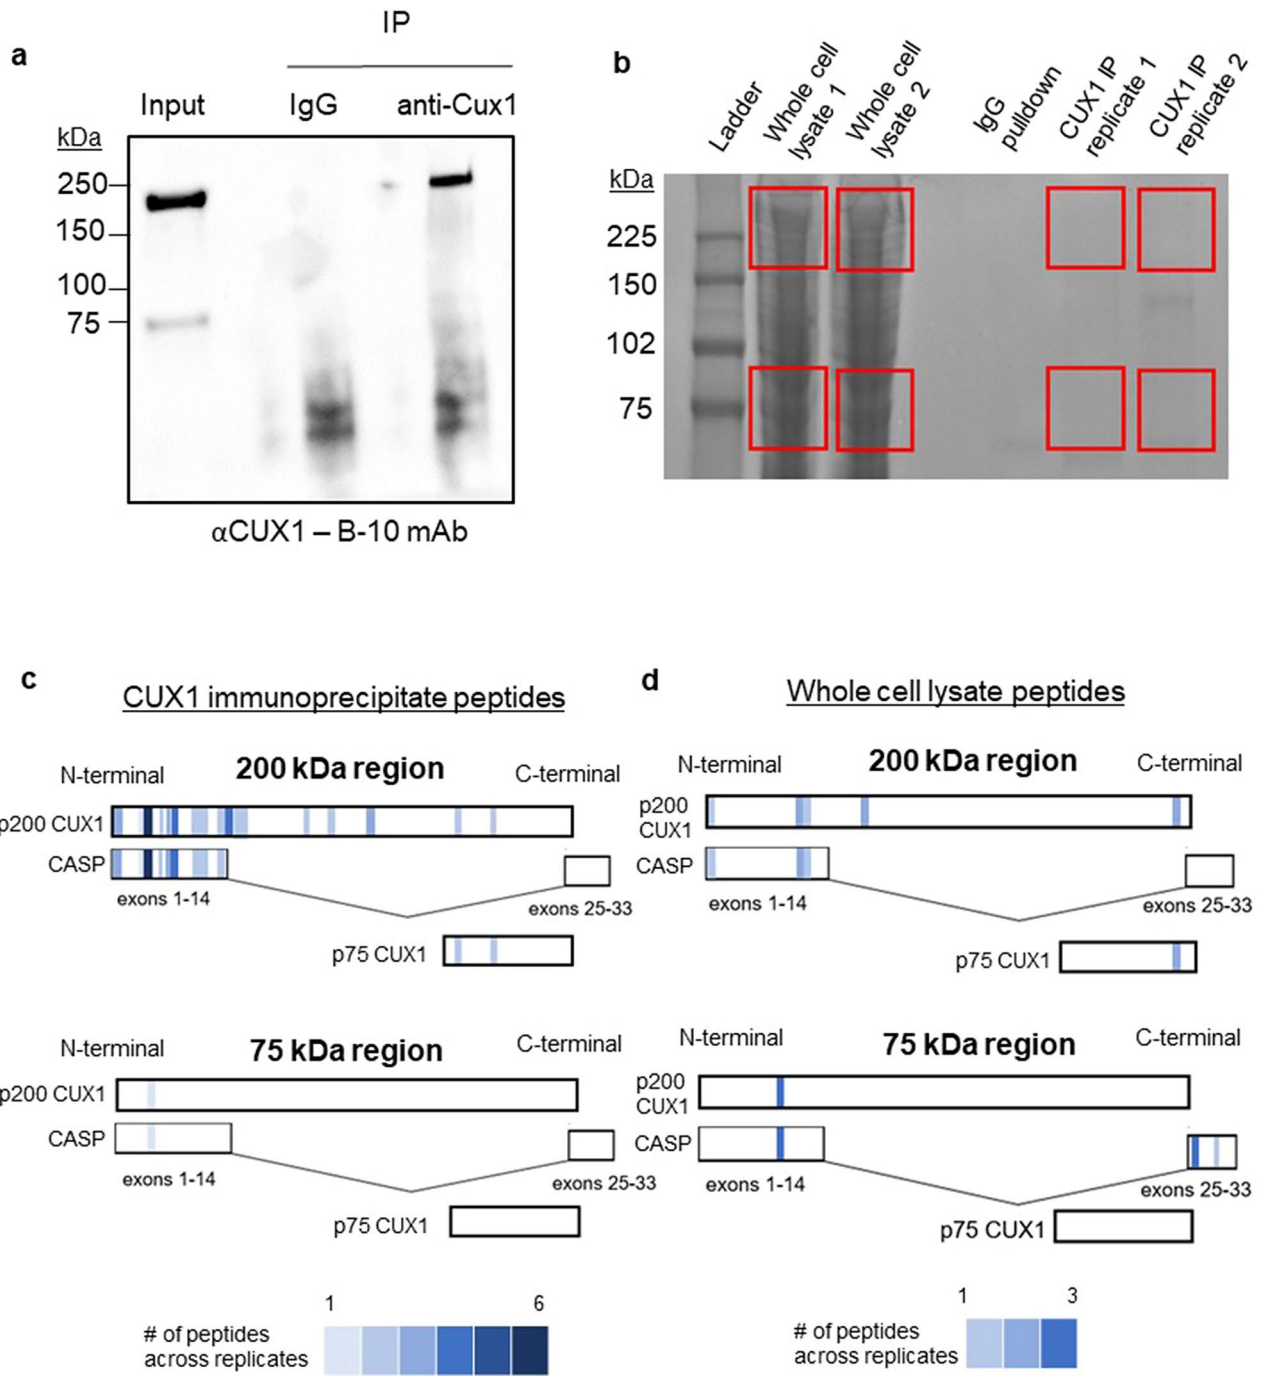 a
IP
Input
IgG
anti-Cux1
kDa
250
150
100
75
αCUX1 – B-10 mAb
b
Ladder
Whole cell
lysate 1
Whole cell
lysate 2
IgG
pulldown
CUX1 IP
replicate 1
CUX1 IP
replicate 2
kDa
225
150
102
75
c
CUX1 immunoprecipitate peptides
N-terminal
200 kDa region
C-terminal
p200 CUX1
CASP
exons 1-14
exons 25-33
p75 CUX1
N-terminal
75 kDa region
C-terminal
p200 CUX1
CASP
exons 1-14
exons 25-33
p75 CUX1
1
6
# of peptides
across replicates
d
Whole cell lysate peptides
N-terminal
200 kDa region
C-terminal
p200
CUX1
CASP
exons 1-14
exons 25-33
p75 CUX1
N-terminal
75 kDa region
C-terminal
p200
CUX1
CASP
exons 1-14
exons 25-33
p75 CUX1
1
3
# of peptides
across replicates